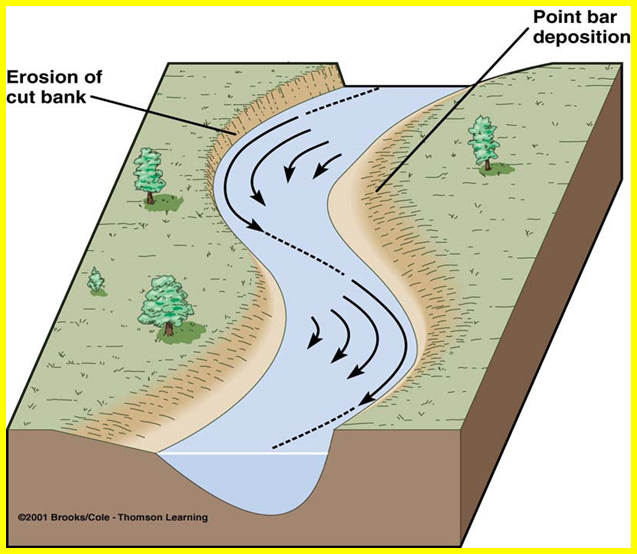 Point bar
deposition
Erosion of
cut bank
©2001 Brooks/Cole - Thomson Learning